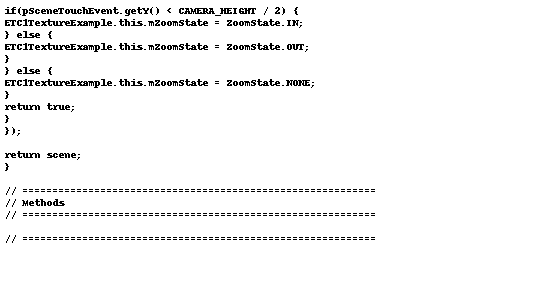 if(pSceneTouchEvent.getY() < CAMERA_HEIGHT / 2) {
ETC1TextureExample.this.mZoomState = ZoomState.IN;
} else {
ETC1TextureExample.this.mZoomState = ZoomState.OUT;
}
} else {
ETC1TextureExample.this.mZoomState = ZoomState.NONE;
}
return true;
}
});

return scene;
}

// ===========================================================
// Methods
// ===========================================================

// ===========================================================